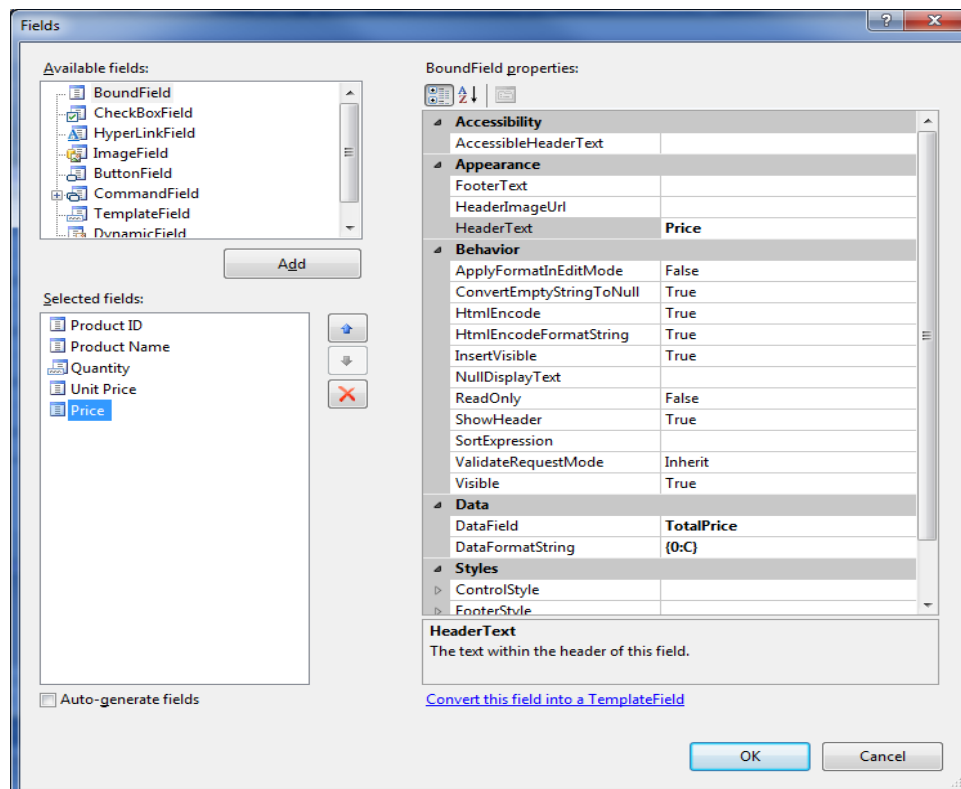 Fields
?
Available fields:
BoundField
CheckBoxField
HyperLinkField
ImageField
ButtonField
CommandField
TemplateField
DynamicField
Add
Selected fields:
Product ID
Product Name
Quantity
Unit Price
Price
Auto-generate fields
BoundField properties:
Accessibility
AccessibleHeaderText
Appearance
FooterText
HeaderImageUrl
HeaderText Price
Behavior
ApplyFormatInEditMode False
ConvertEmptyStringToNull True
HtmlEncode True
HtmlEncodeFormatString True
InsertVisible True
NullDisplayText
ReadOnly False
ShowHeader True
SortExpression
ValidateRequestMode Inherit
Visible True
Data
DataField TotalPrice
DataFormatString {0:C}
Styles
ControlStyle
FooterStyle
HeaderText
The text within the header of this field.
Convert this field into a TemplateField
OK Cancel